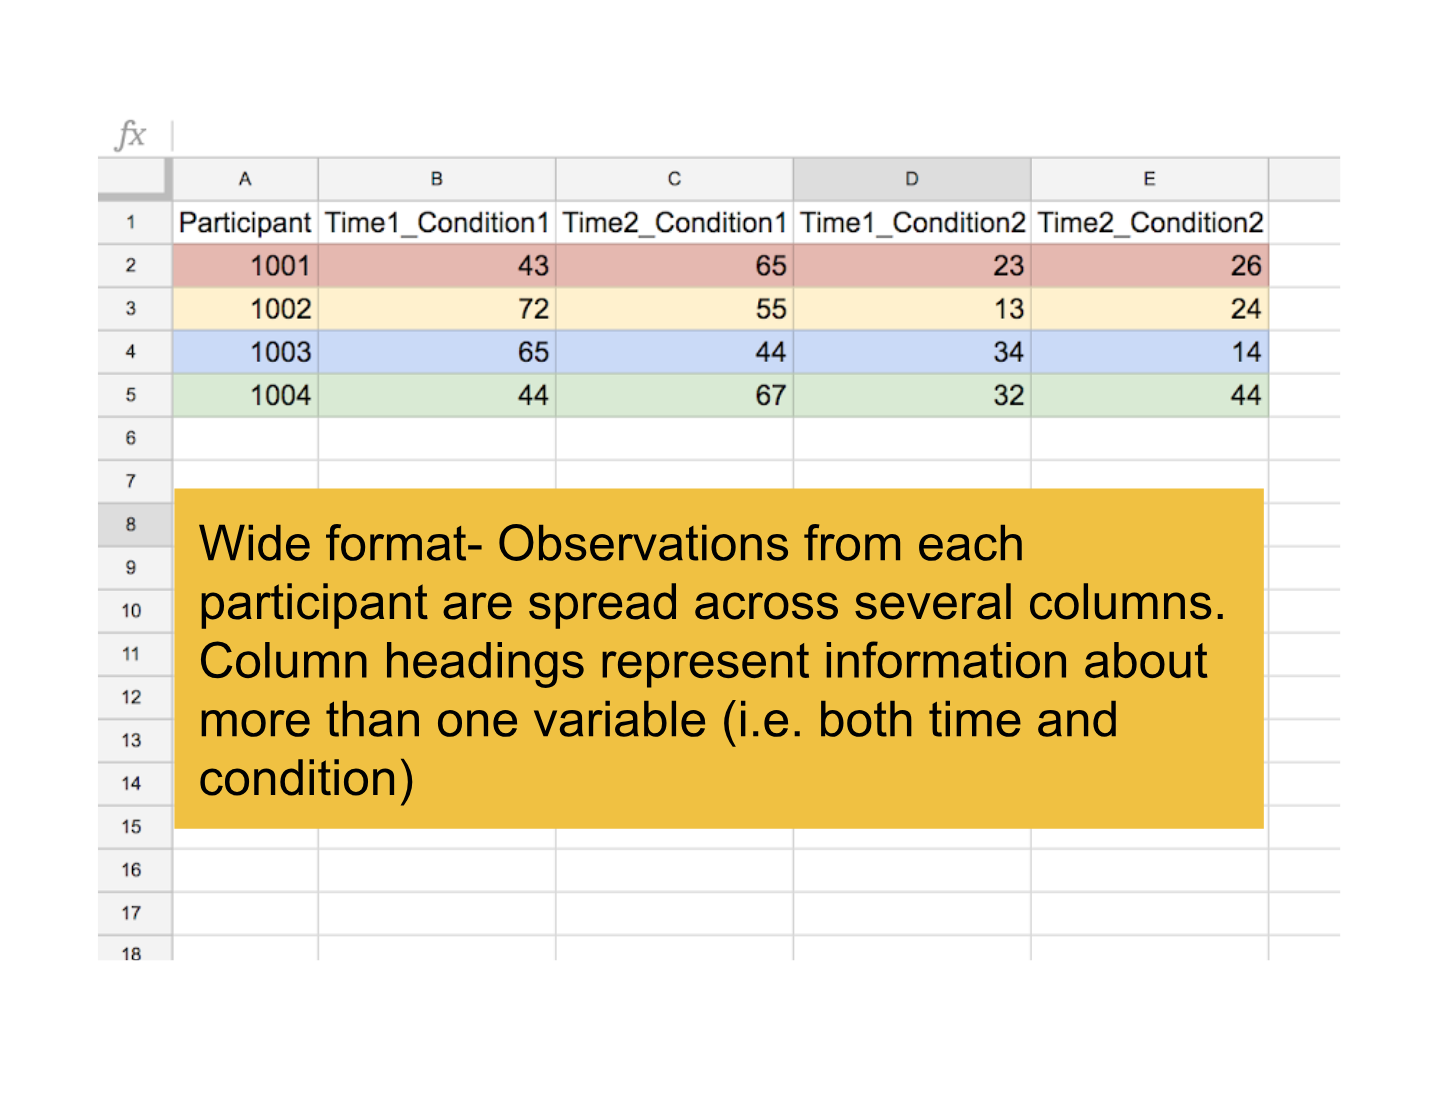 fx
A B C D E
1 Participant Time1_Condition1 Time2_Condition1 Time1_Condition2 Time2_Condition2
2 1001 43 65 23 26
3 1002 72 55 13 24
4 1003 65 44 34 14
5 1004 44 67 32 44
6
7
8
9
10
11
12
13
14
15
16
17
18
Wide format- Observations from each
participant are spread across several columns.
Column headings represent information about
more than one variable (i.e. both time and
condition)